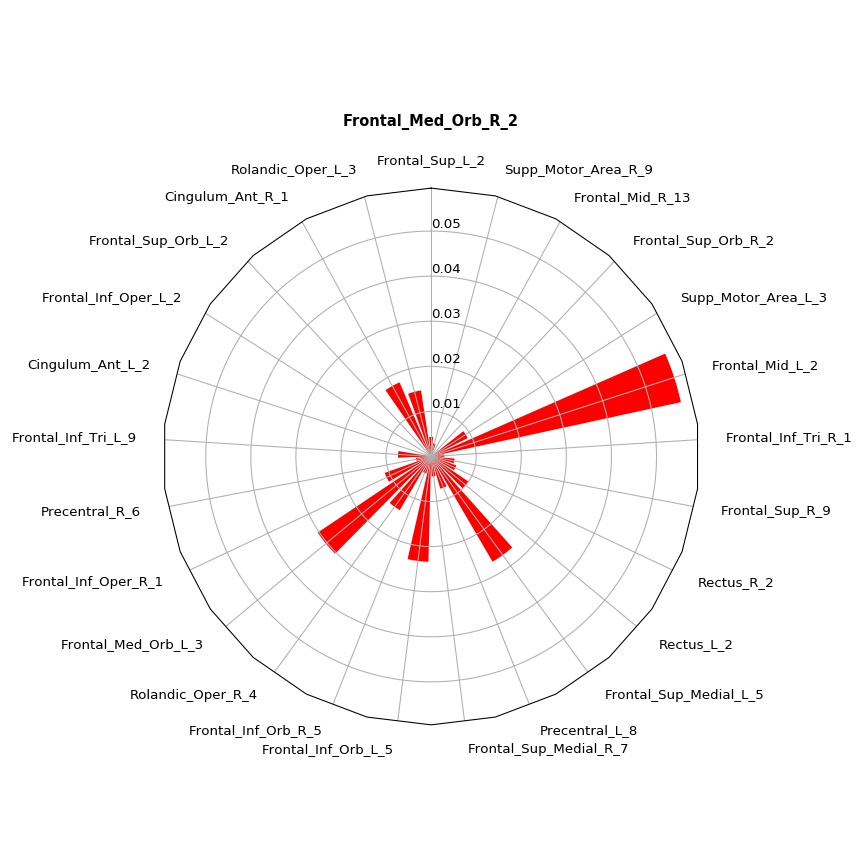 Frontal_Med_Orb_R_2
Frontal_Sup_L_2
Rolandic_Oper_L_3
Supp_Motor_Area_R_9
Cingulum_Ant_R_1
Frontal_Mid_R_13
0.05
Frontal_Sup_Orb_L_2
Frontal_Sup_Orb_R_2
0.04
Frontal_Inf_Oper_L_2
Supp_Motor_Area_L_3
0.03
Cingulum_Ant_L_2
0.02
Frontal_Mid_L_2
0.01
Frontal_Inf_Tri_L_9
Frontal_Inf_Tri_R_1
Precentral_R_6
Frontal_Sup_R_9
Frontal_Inf_Oper_R_1
Rectus_R_2
Frontal_Med_Orb_L_3
Rectus_L_2
Rolandic_Oper_R_4
Frontal_Sup_Medial_L_5
Frontal_Inf_Orb_R_5
Precentral_L_8
Frontal_Inf_Orb_L_5
Frontal_Sup_Medial_R_7